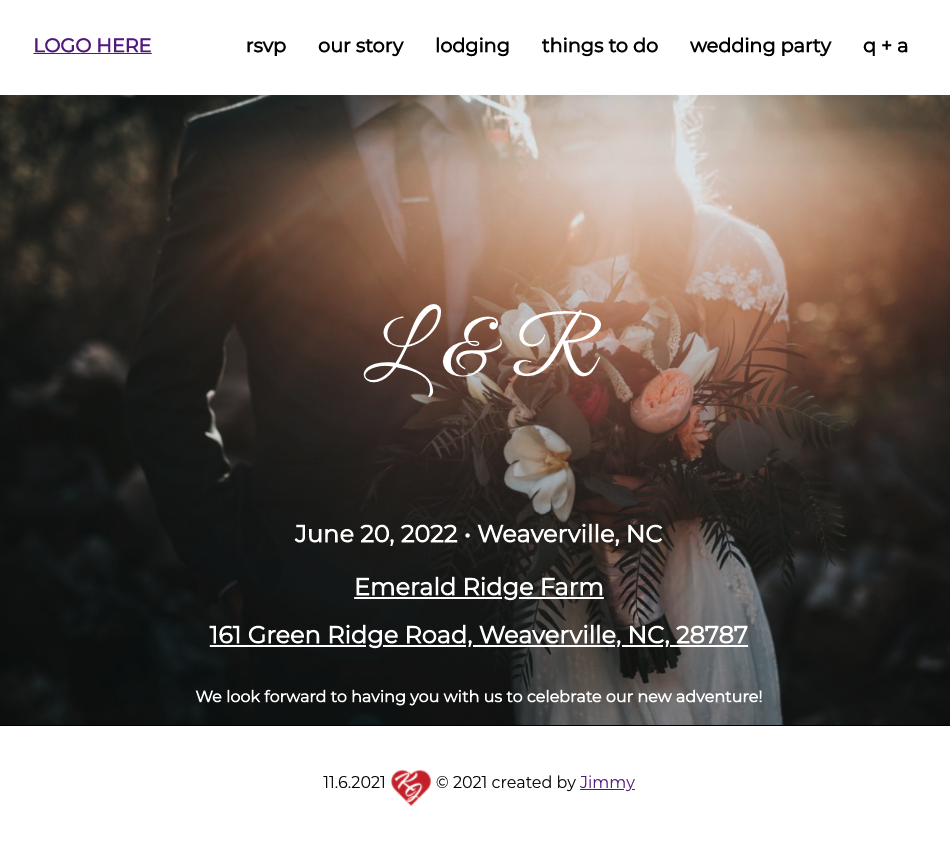 LOGO HERE rsvp our story lodging things to do wedding party q + a
L & R
June 20, 2022 • Weaverville, NC
Emerald Ridge Farm
161 Green Ridge Road, Weaverville, NC, 28787
We look forward to having you with us to celebrate our new adventure!
11.6.2021 © 2021 created by Jimmy